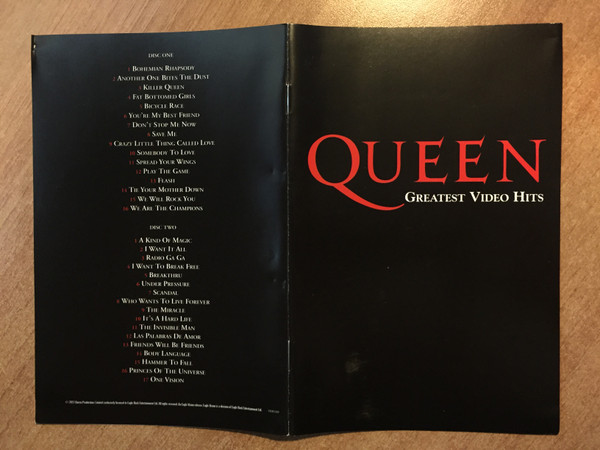 DISC ONE
1 BOHEMIAN RHAPSODY
2 ANOTHER ONE BITES THE DUST
3 KILLER QUEEN
4 FAT BOTTOMED GIRLS
5 BICYCLE RACE
6 YOU'RE MY BEST FRIEND
7 DON'T STOP ME NOW
8 SAVE ME
9 CRAZY LITTLE THING CALLED LOVE
10 SOMEBODY TO LOVE
11 SPREAD YOUR WINGS
12 PLAY THE GAME
13 FLASH
14 TIE YOUR MOTHER DOWN
15 WE WILL ROCK YOU
16 WE ARE THE CHAMPIONS
DISC TWO
1 A KIND OF MAGIC
2 I WANT IT ALL
3 RADIO GA GA
4 I WANT TO BREAK FREE
5 BREAKTHRU
6 UNDER PRESSURE
7 SCANDAL
8 WHO WANTS TO LIVE FOREVER
9 THE MIRACLE
10 IT'S A HARD LIFE
11 THE INVISIBLE MAN
12 LAS PALABRAS DE AMOR
13 FRIENDS WILL BE FRIENDS
14 BODY LANGUAGE
15 HAMMER TO FALL
16 PRINCES OF THE UNIVERSE
17 ONE VISION
QUEEN
GREATEST VIDEO HITS